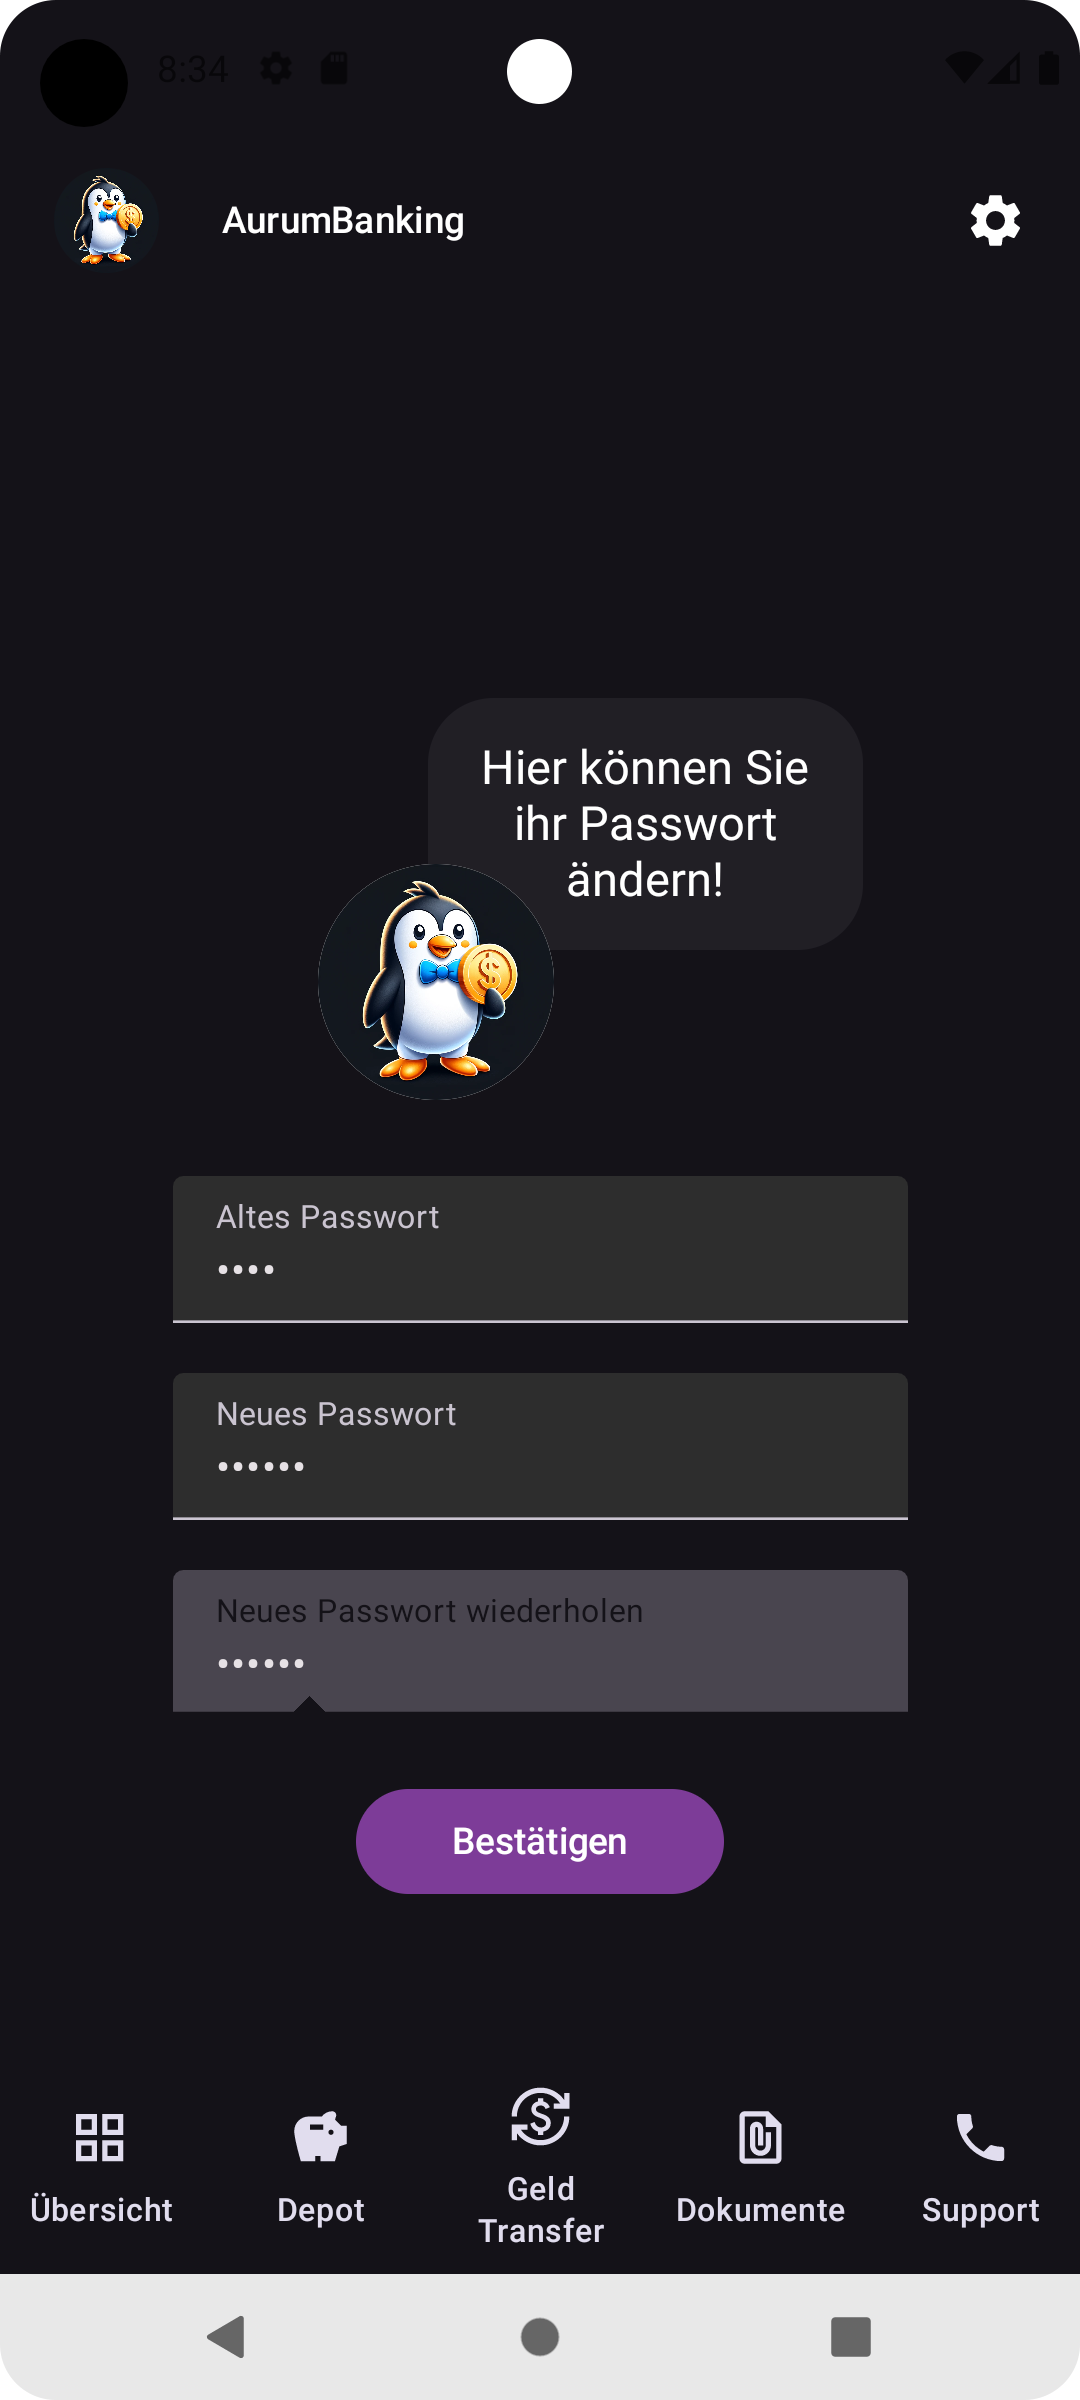 8:34
AurumBanking
Hier können Sie
ihr Passwort
ändern!
Altes Passwort
••••
Neues Passwort
••••••
Neues Passwort wiederholen
••••••
Bestätigen
Übersicht
Depot
Geld
Transfer
Dokumente
Support